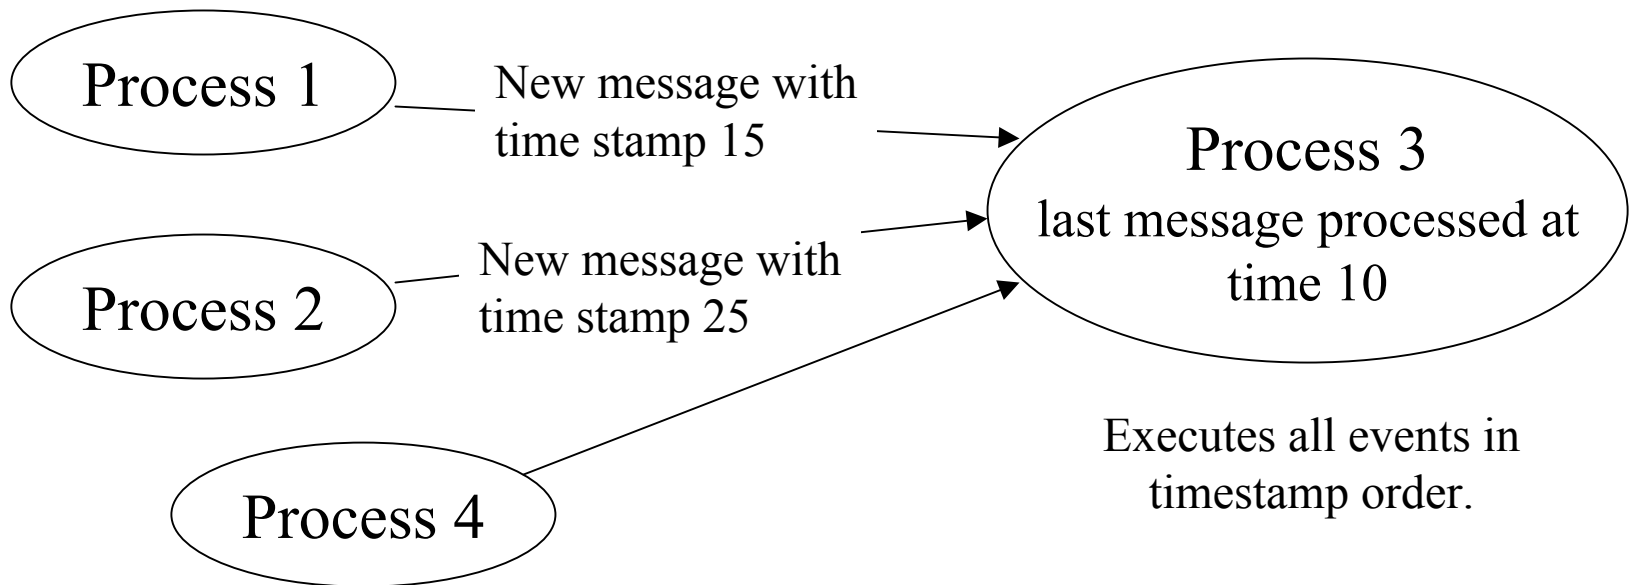 Process 1
New message with
time stamp 15
Process 3
last message processed at
time 10
Process 2
New message with
time stamp 25
Executes all events in
timestamp order.
Process 4